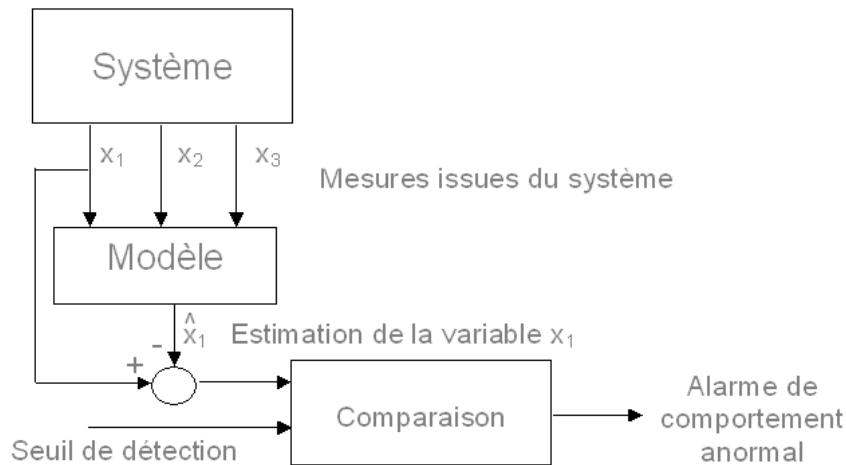 Système
x₁ x₂ x₃
Mesures issues du système
Modèle
x̂₁
Estimation de la variable x₁
-
+
Comparaison
Seuil de détection
Alarme de
comportement
anormal